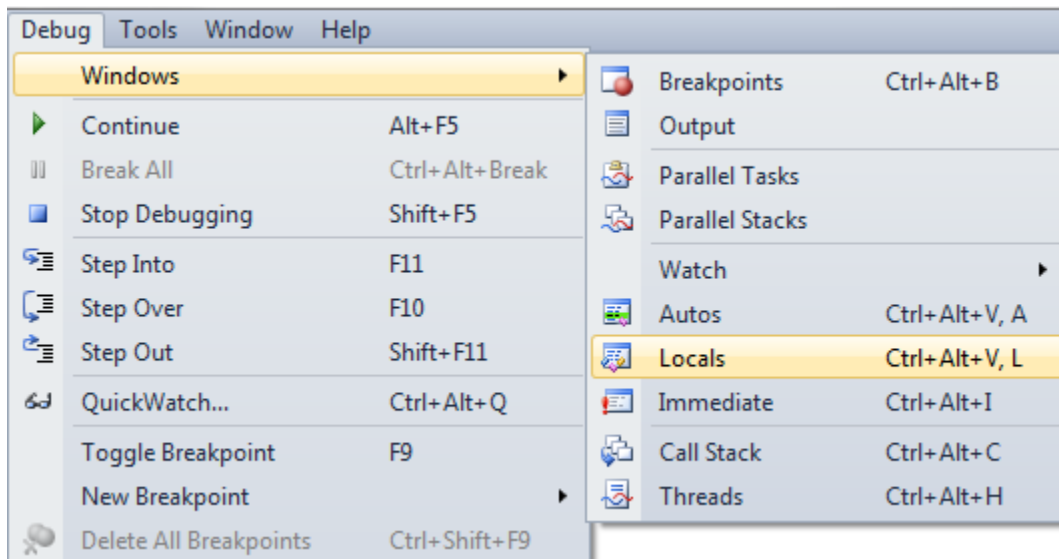 Debug Tools Window Help
Windows
Continue Alt+F5
Break All Ctrl+Alt+Break
Stop Debugging Shift+F5
Step Into F11
Step Over F10
Step Out Shift+F11
QuickWatch... Ctrl+Alt+Q
Toggle Breakpoint F9
New Breakpoint
Delete All Breakpoints Ctrl+Shift+F9
Breakpoints Ctrl+Alt+B
Output
Parallel Tasks
Parallel Stacks
Watch
Autos Ctrl+Alt+V, A
Locals Ctrl+Alt+V, L
Immediate Ctrl+Alt+I
Call Stack Ctrl+Alt+C
Threads Ctrl+Alt+H